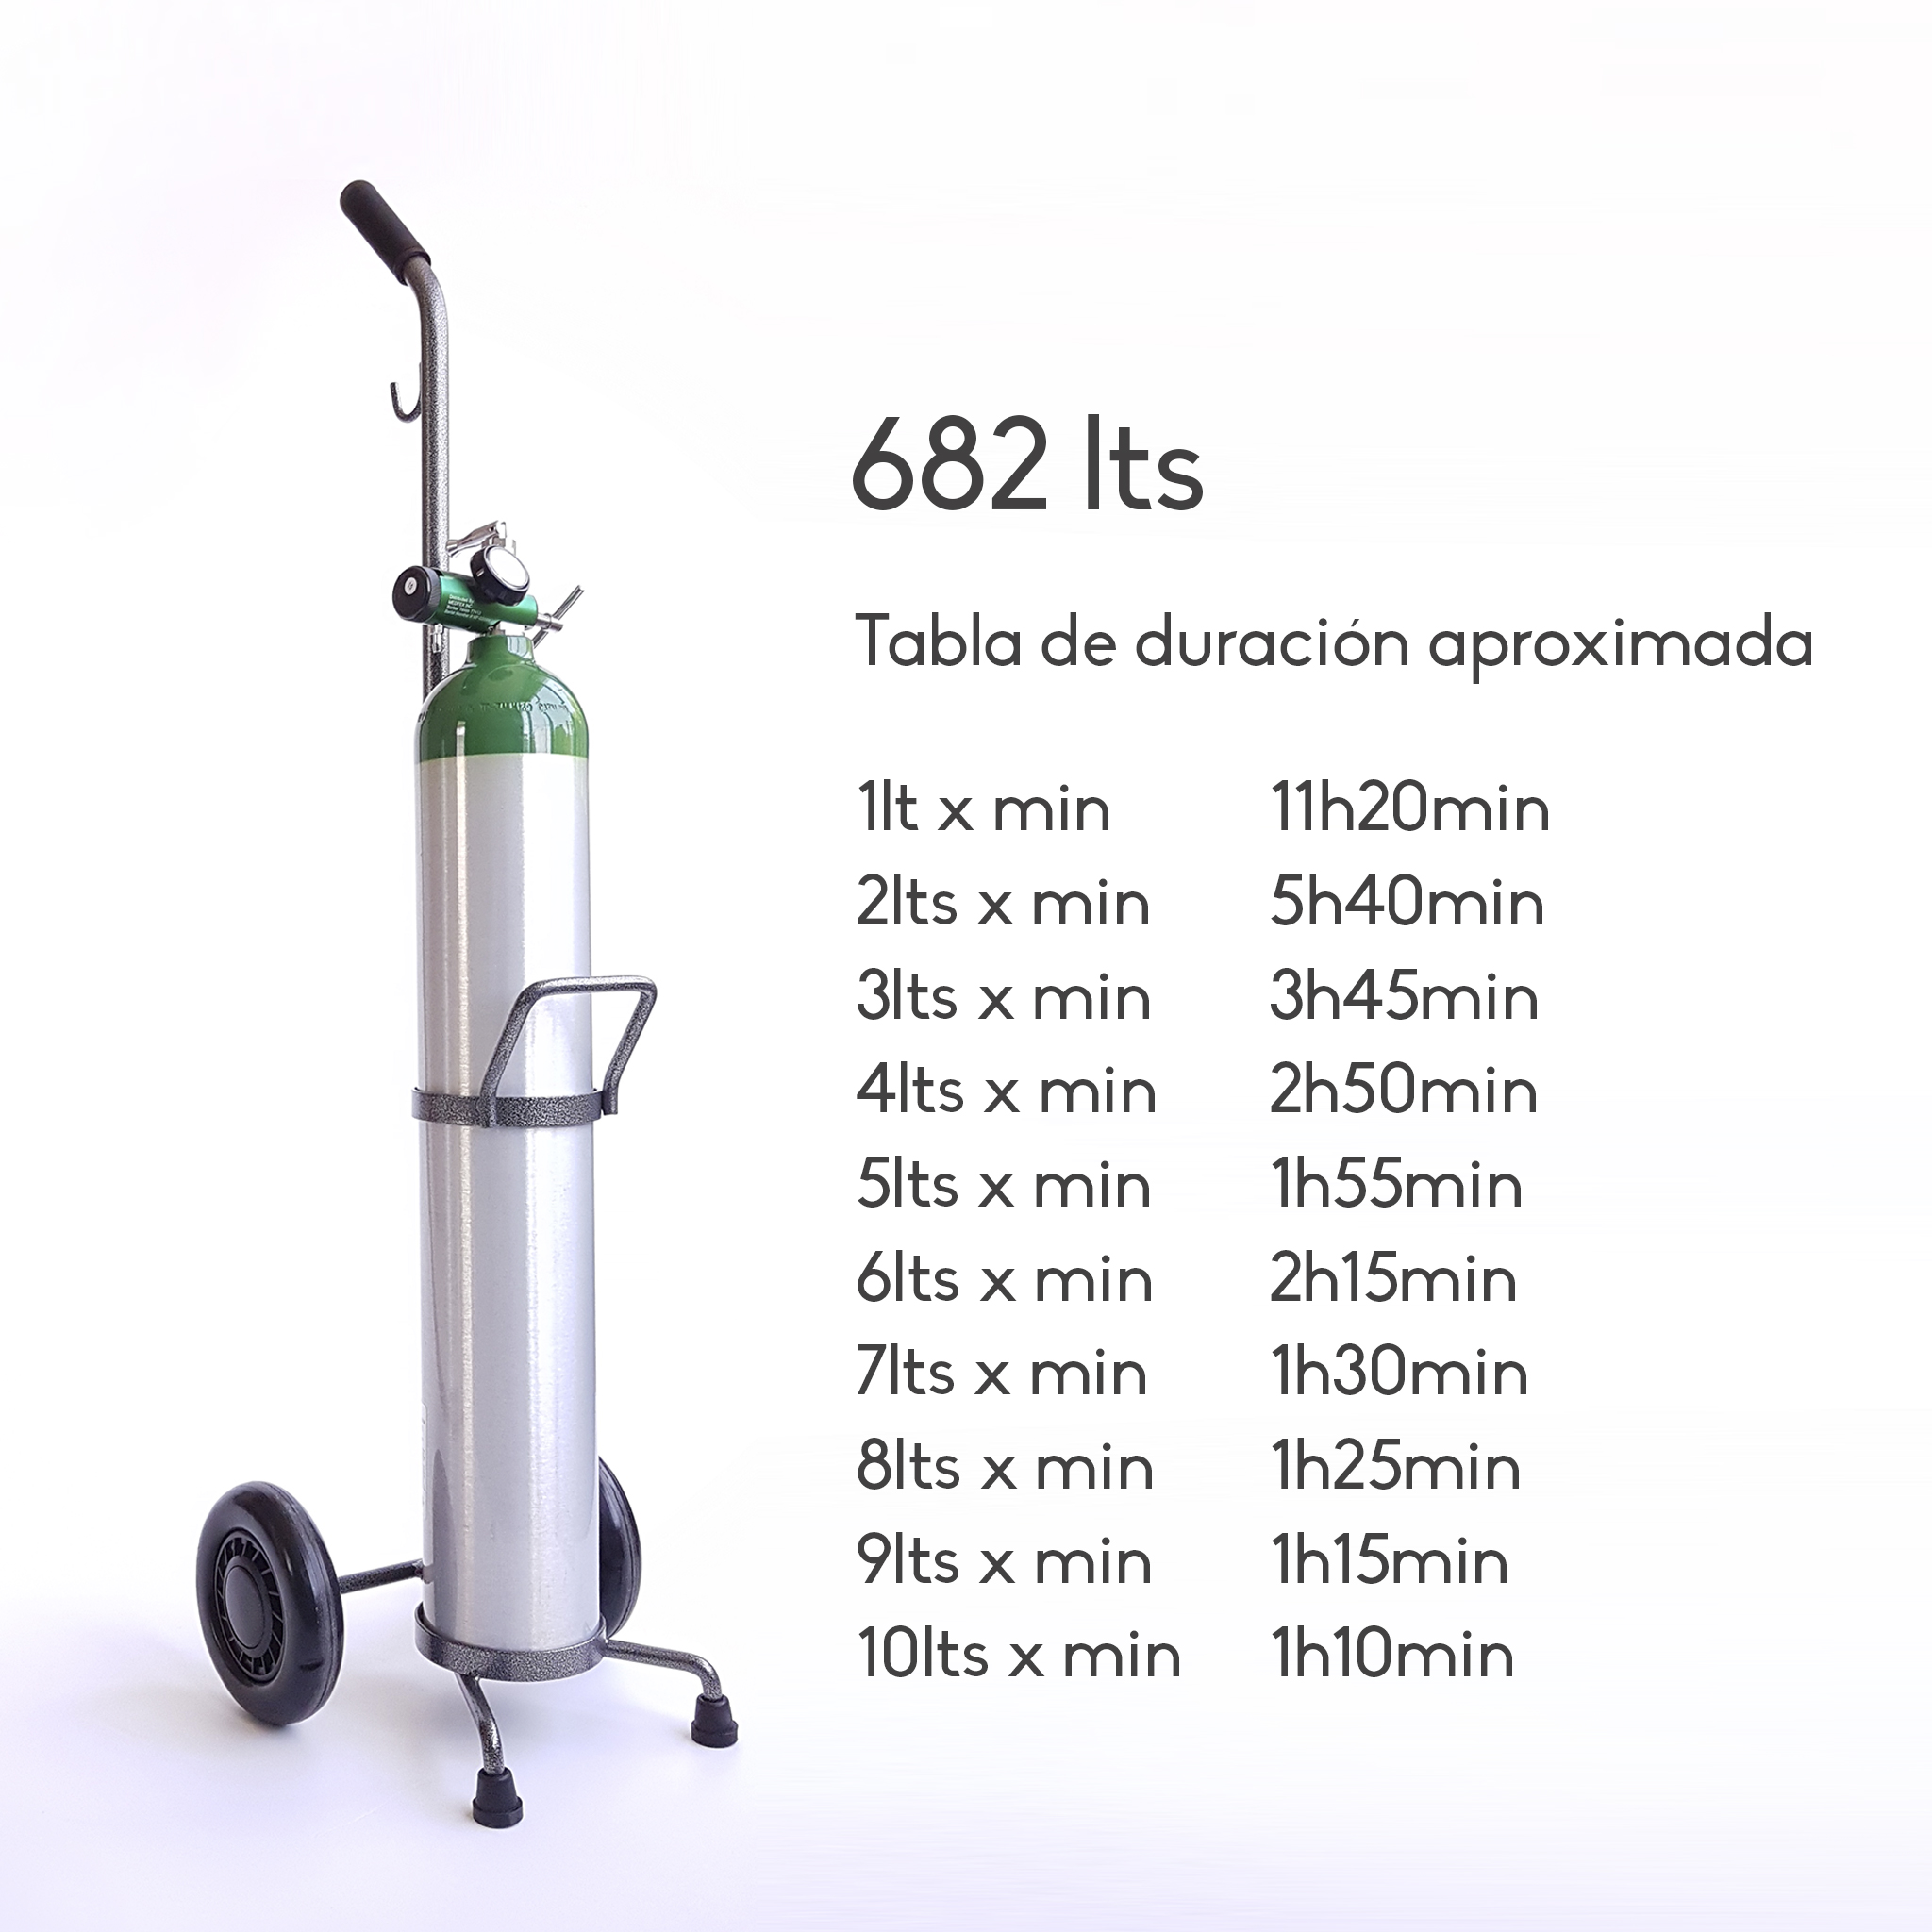 682 lts
Tabla de duración aproximada
1lt x min 11h20min
2lts x min 5h40min
3lts x min 3h45min
4lts x min 2h50min
5lts x min 1h55min
6lts x min 2h15min
7lts x min 1h30min
8lts x min 1h25min
9lts x min 1h15min
10lts x min 1h10min